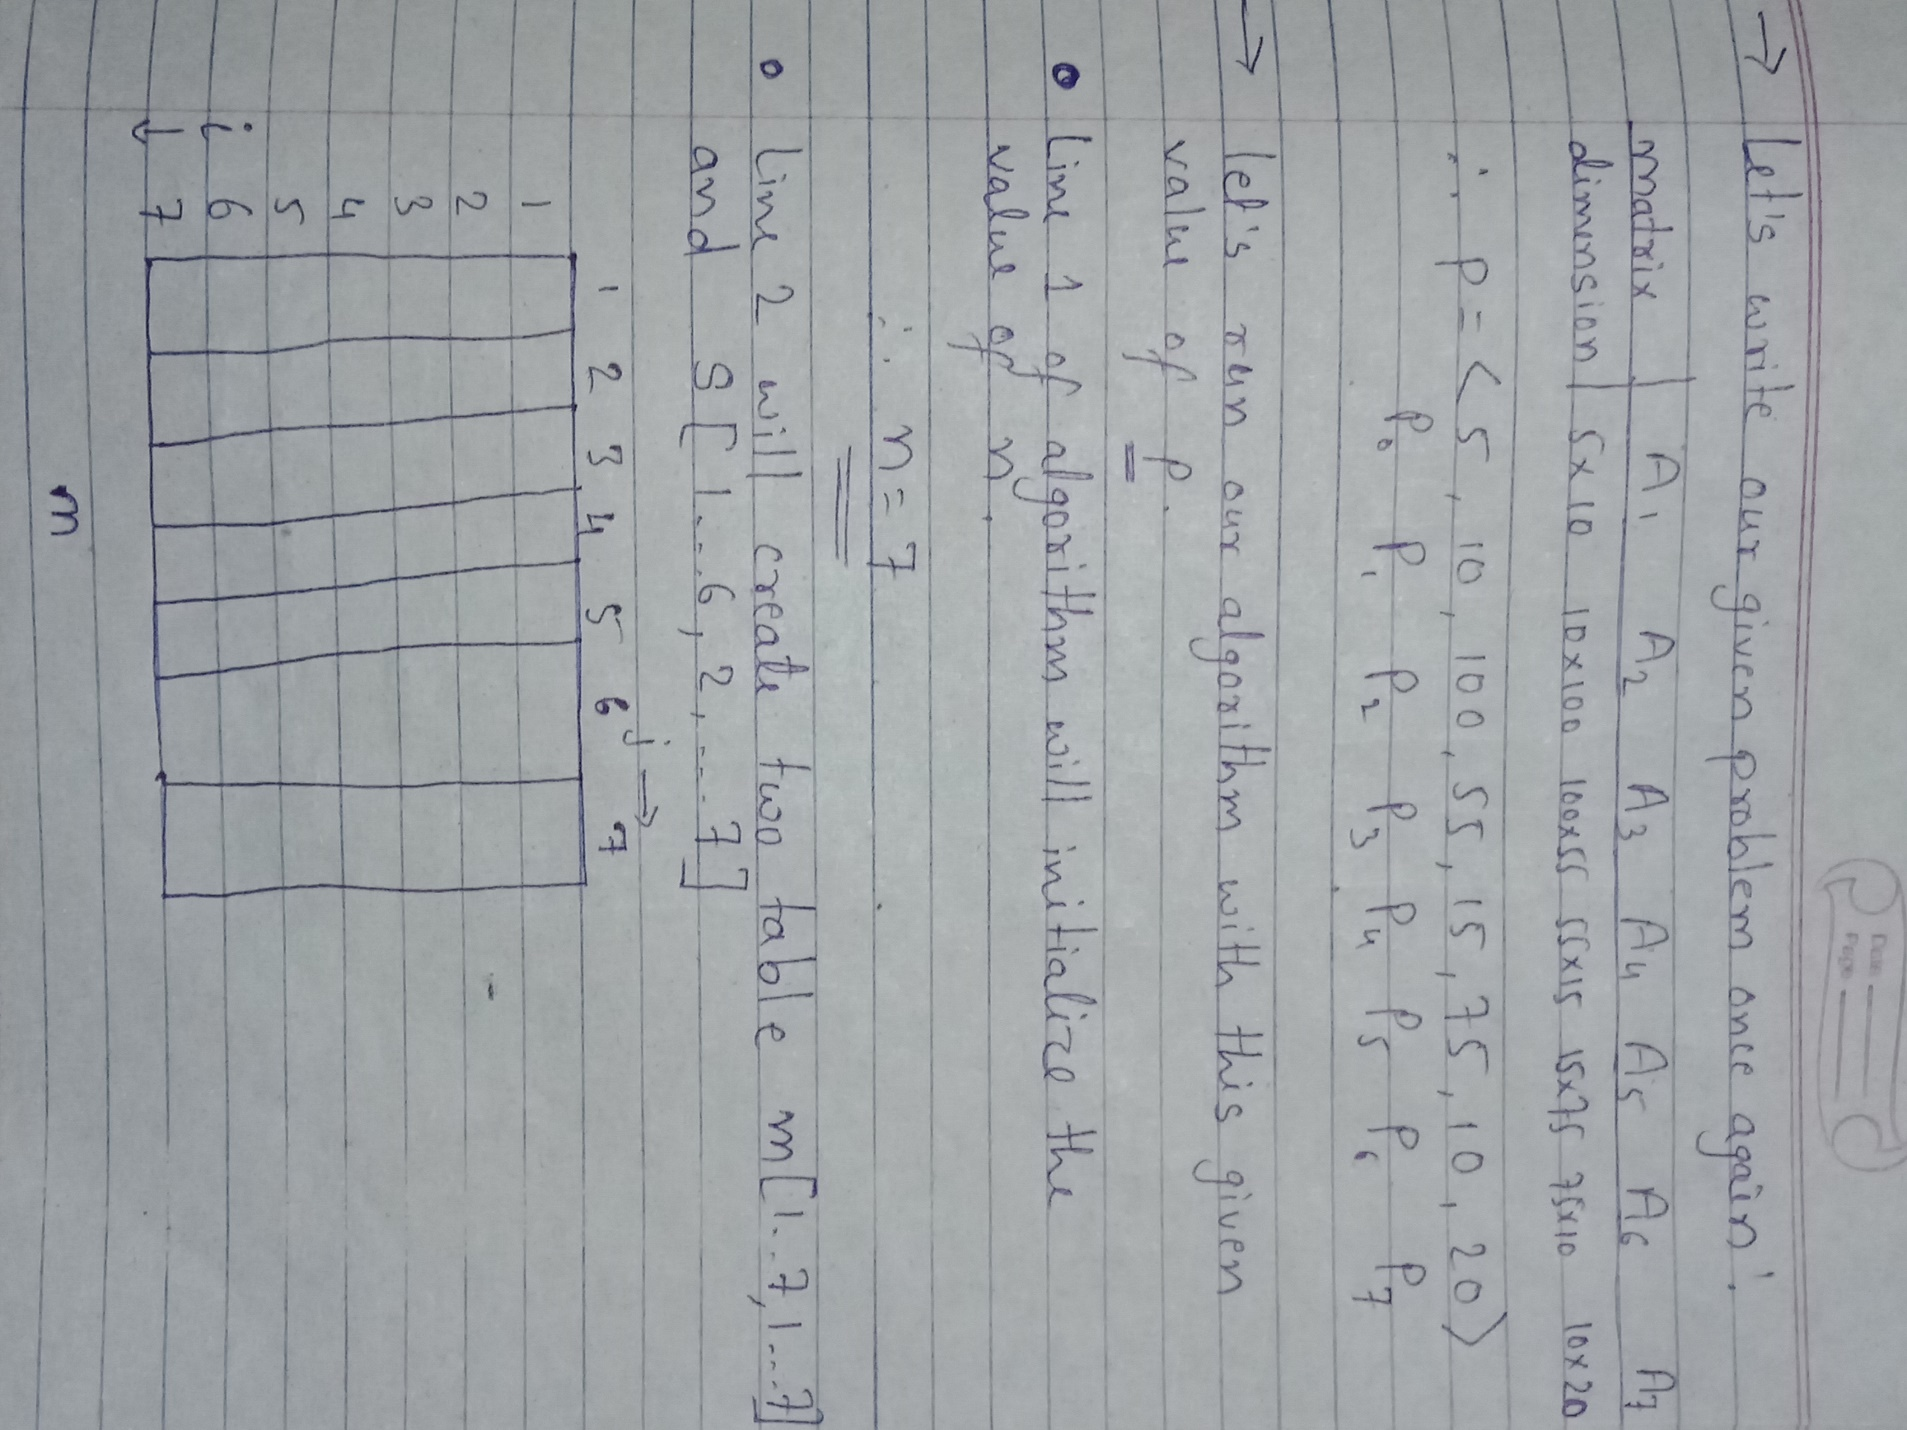 Date
Page
→ Let's write our given problem once again'.
matrix | A1 A2 A3 A4 A5 A6 A7
dimension | 5x10 10x100 100x55 55x15 15x75 75x10 10x20
∴ P = < 5, 10, 100, 55, 15, 75, 10, 20 >
P0 P1 P2 P3 P4 P5 P6 P7
→ Let's run our algorithm with this given
value of P.
• Line 1 of algorithm will initialize the
value of n.
∴ n = 7
• Line 2 will create two table m[1..7, 1...7]
and S[1...6, 2,....7]
j →
1 2 3 4 5 6 7
1
2
3
4
5
i 6
↓ 7
m